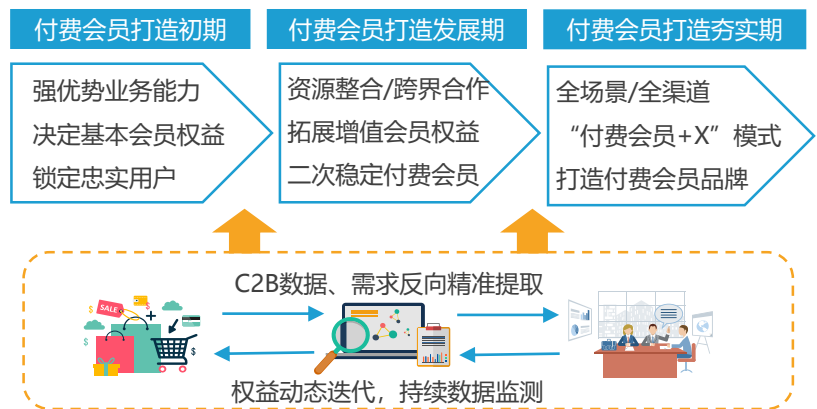 付费会员打造初期
付费会员打造发展期
付费会员打造夯实期
强优势业务能力
决定基本会员权益
锁定忠实用户
资源整合/跨界合作
拓展增值会员权益
二次稳定付费会员
全场景/全渠道
“付费会员+X”模式
打造付费会员品牌
C2B数据、需求反向精准提取
SALE
权益动态迭代，持续数据监测